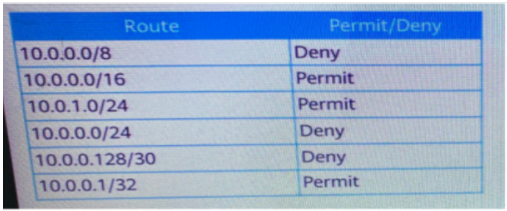 Route Permit/Deny
10.0.0.0/8 Deny
10.0.0.0/16 Permit
10.0.1.0/24 Permit
10.0.0.0/24 Deny
10.0.0.128/30 Deny
10.0.0.1/32 Permit